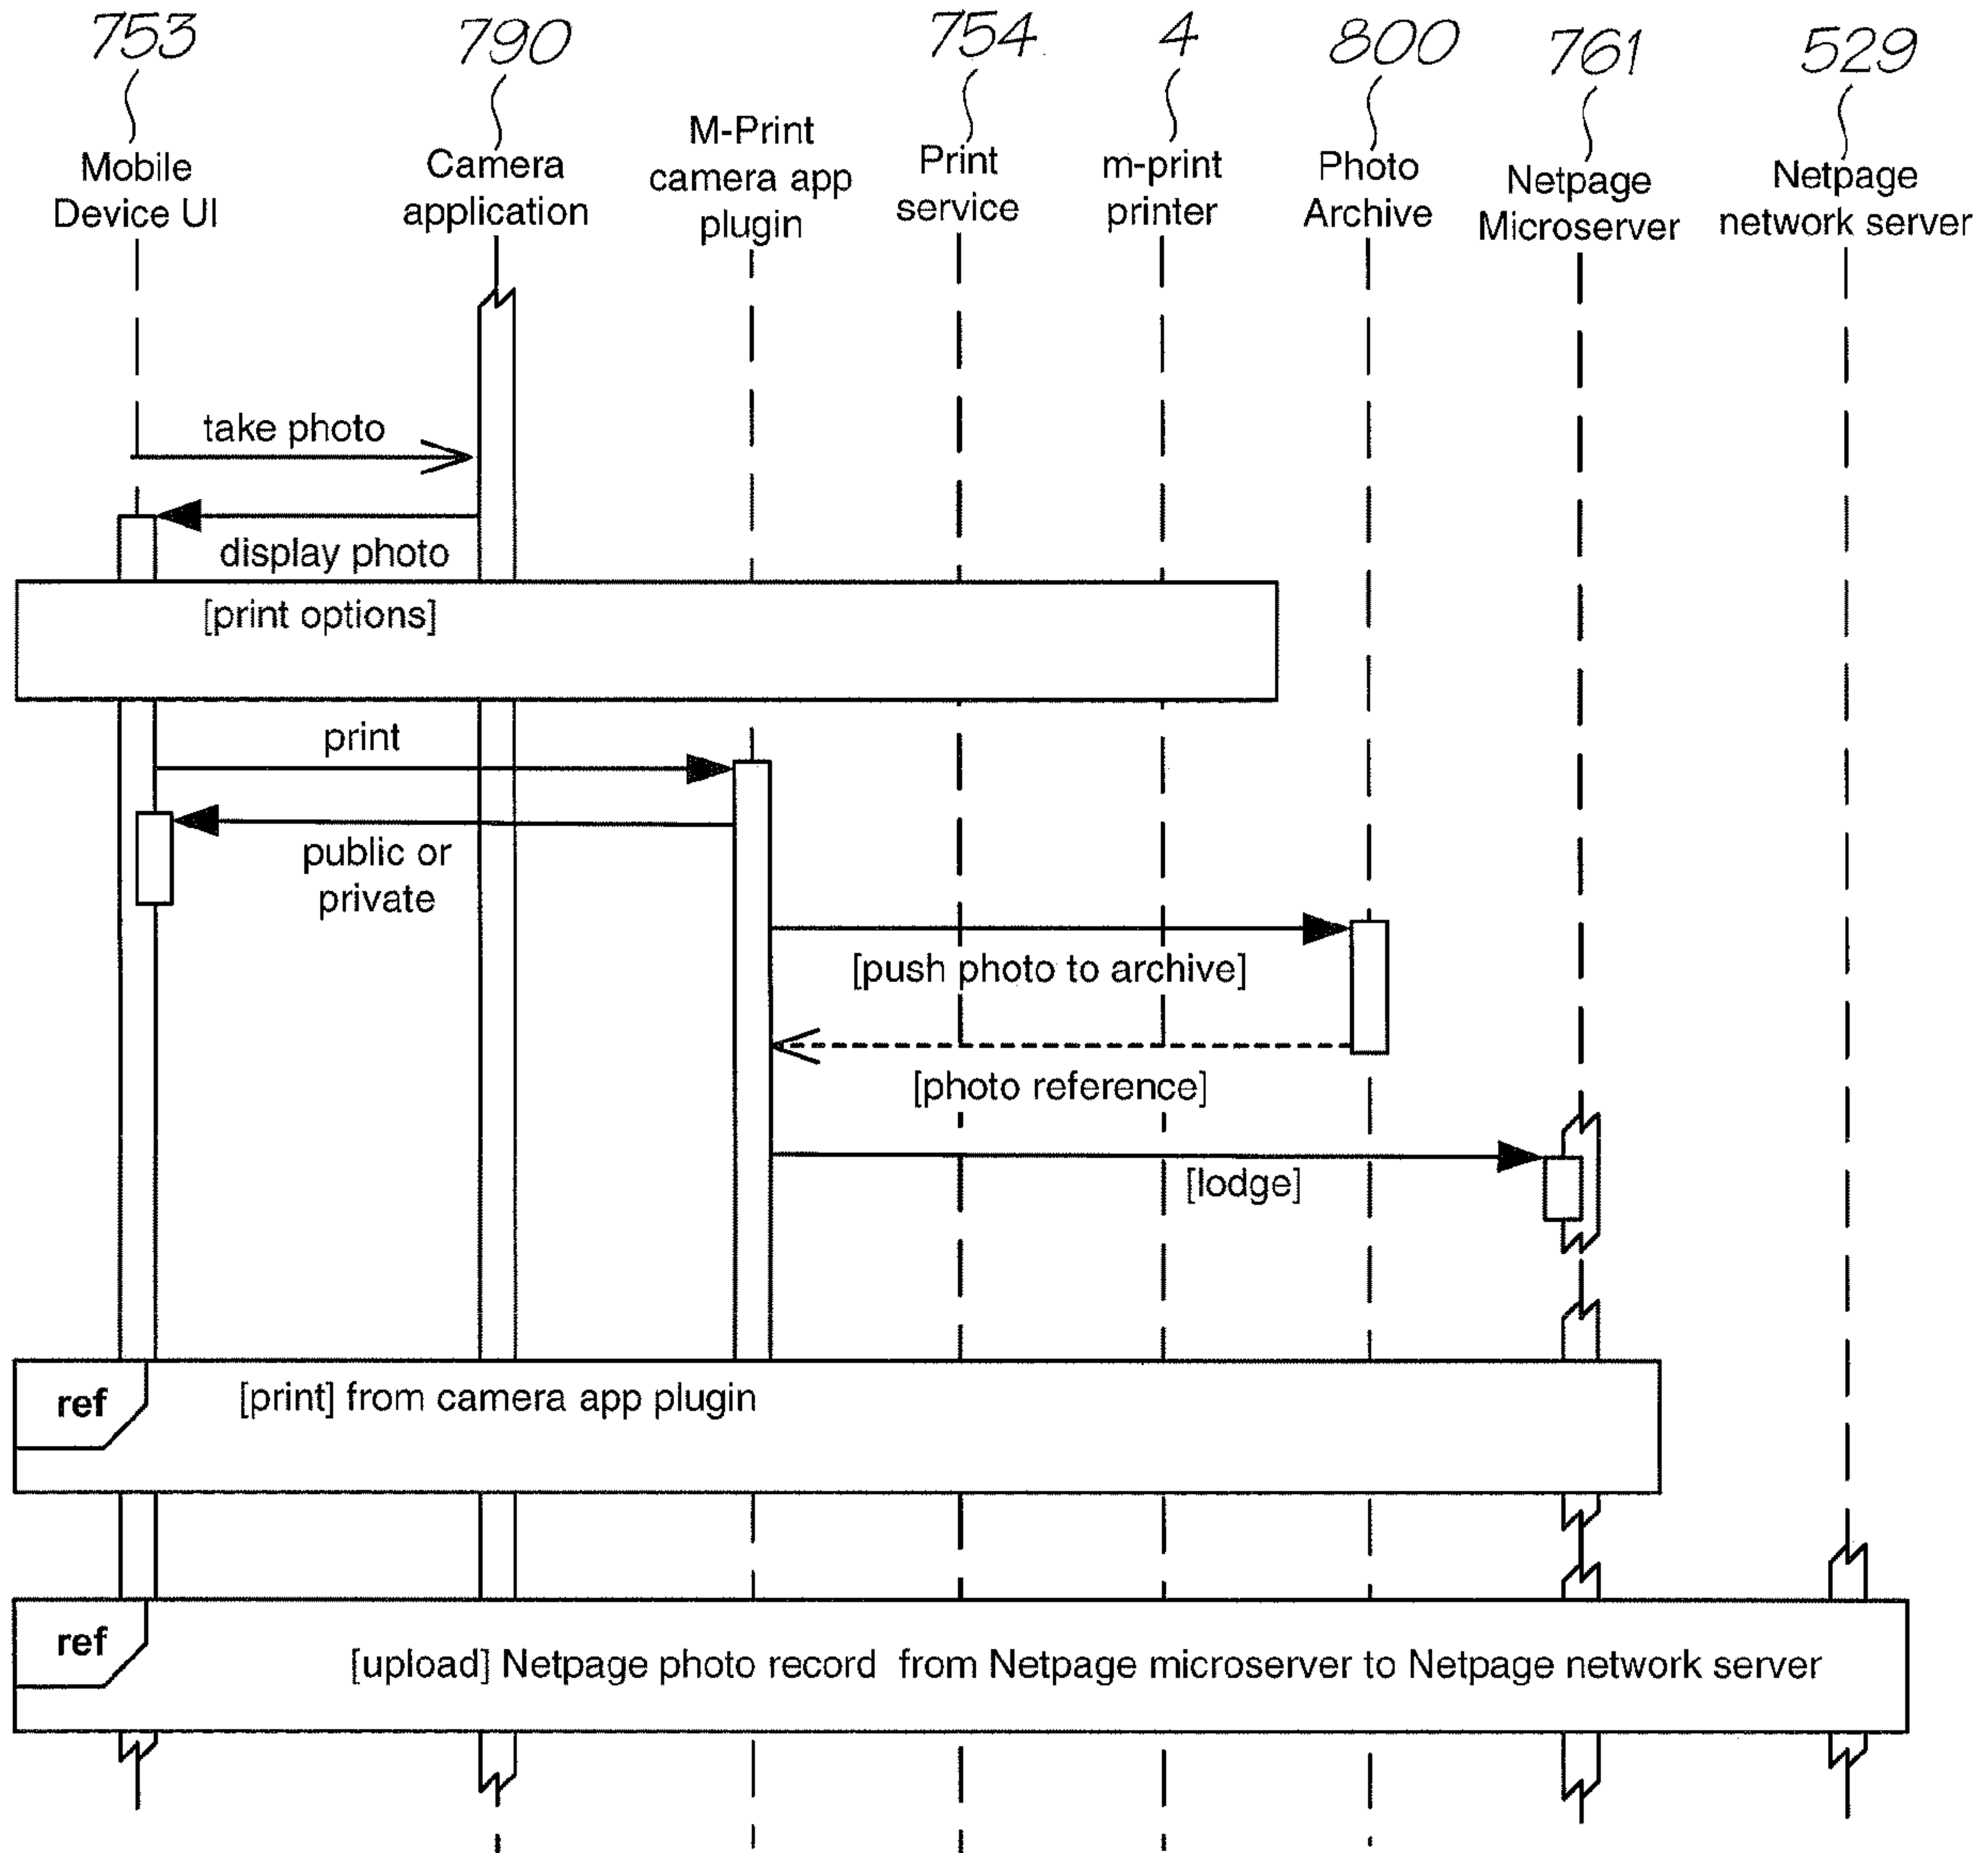 753
790
754
4
800
761
529
Mobile
Device UI
Camera
application
M-Print
camera app
plugin
Print
service
m-print
printer
Photo
Archive
Netpage
Microserver
Netpage
network server
take photo
display photo
[print options]
print
public or
private
[push photo to archive]
[photo reference]
[lodge]
ref
[print] from camera app plugin
ref
[upload] Netpage photo record from Netpage microserver to Netpage network server